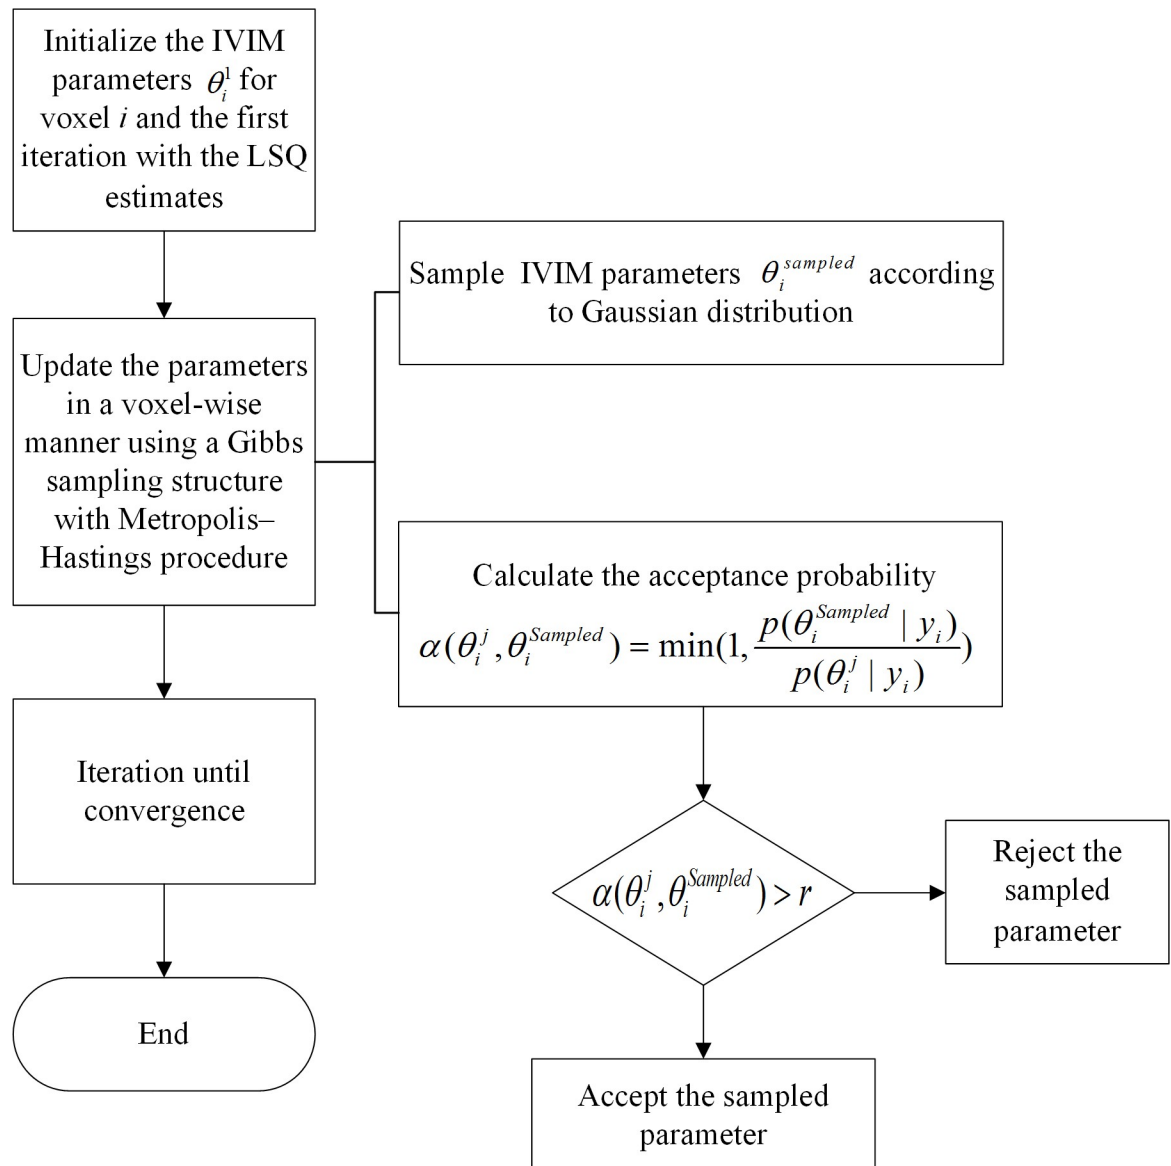 Initialize the IVIM
parameters θ_i^1 for
voxel i and the first
iteration with the LSQ
estimates
Update the parameters
in a voxel-wise
manner using a Gibbs
sampling structure
with Metropolis–
Hastings procedure
Iteration until
convergence
End
Sample IVIM parameters θ_i^{sampled} according
to Gaussian distribution
Calculate the acceptance probability
α(θ_i^j, θ_i^{Sampled}) = min(1, p(θ_i^{Sampled} | y_i) / p(θ_i^j | y_i))
α(θ_i^j, θ_i^{Sampled}) > r
Reject the
sampled
parameter
Accept the sampled
parameter